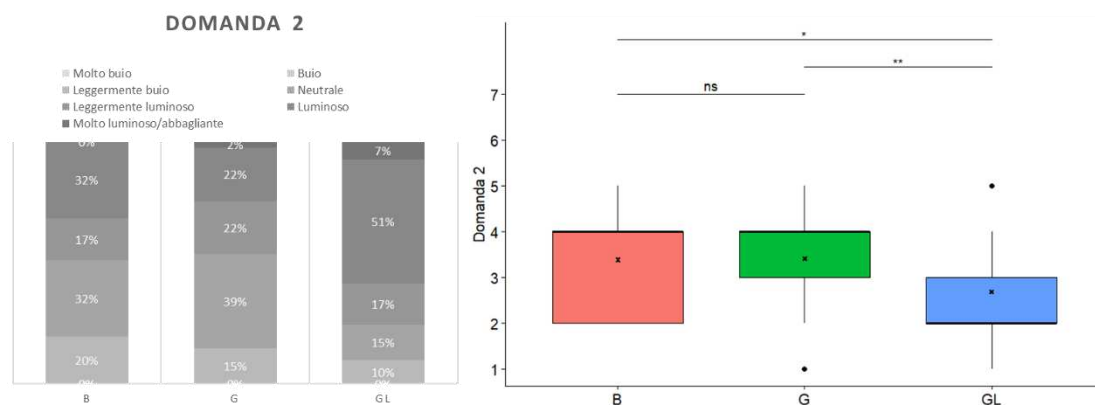 DOMANDA 2
Molto buio
Buio
Leggermente buio
Neutrale
Leggermente luminoso
Luminoso
Molto luminoso/abbagliante
0% 2% 7%
32% 22% 51%
17% 22% 17%
32% 39% 15%
20% 15% 10%
0% 0% 0%
B G GL
*
**
ns
7
6
5
4
3
2
1
Domanda 2
B G GL